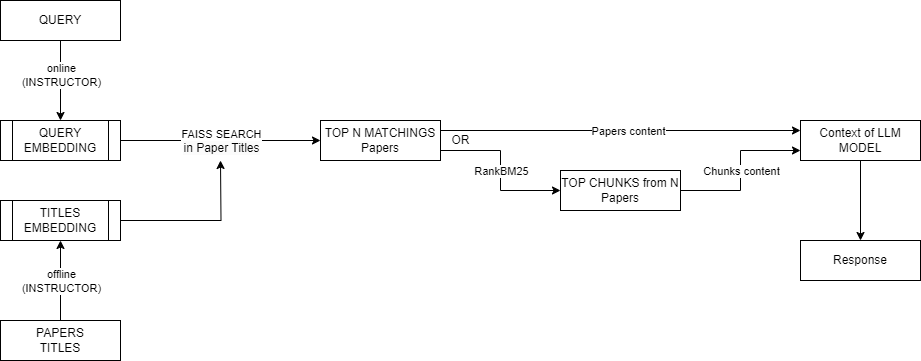 QUERY
online
(INSTRUCTOR)
QUERY
EMBEDDING
FAISS SEARCH
in Paper Titles
TOP N MATCHINGS
Papers
OR
Papers content
RankBM25
TOP CHUNKS from N
Papers
Chunks content
Context of LLM
MODEL
Response
TITLES
EMBEDDING
offline
(INSTRUCTOR)
PAPERS
TITLES